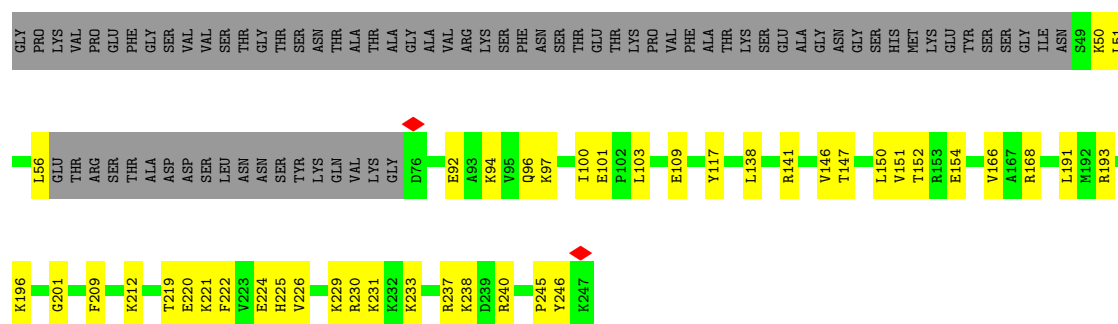 GLY PRO LYS VAL PRO GLU PHE GLY SER VAL VAL SER THR GLY THR SER ASN THR ALA THR ALA GLY ALA VAL ARG LYS SER PHE ASN SER THR GLU THR LYS PRO VAL PHE ALA THR LYS SER GLU ALA GLY ASN GLY SER HIS MET LYS GLU TYR SER SER GLY ILE ASN S49 K50 L51
L56 GLU THR ARG SER THR ALA ASP ASP SER LEU ASN ASN SER TYR LYS GLN VAL LYS GLY D76 E92 A93 K94 V95 Q96 K97 I100 E101 P102 L103 E109 Y117 L138 R141 V146 T147 L150 V151 T152 R153 E154 V166 A167 R168 L191 M192 R193
K196 G201 F209 K212 T219 E220 K221 F222 V223 E224 H225 V226 K229 R230 K231 K232 K233 R237 K238 D239 R240 P245 Y246 K247